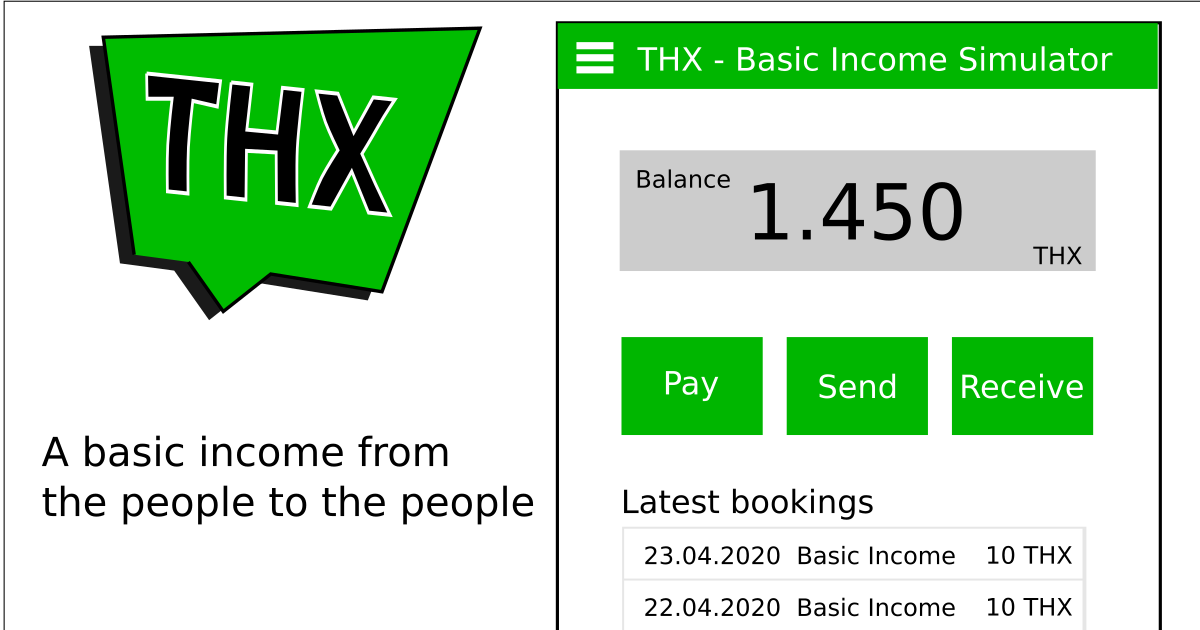 THX
A basic income from
the people to the people
THX - Basic Income Simulator
Balance
1.450
THX
Pay
Send
Receive
Latest bookings
23.04.2020 Basic Income 10 THX
22.04.2020 Basic Income 10 THX